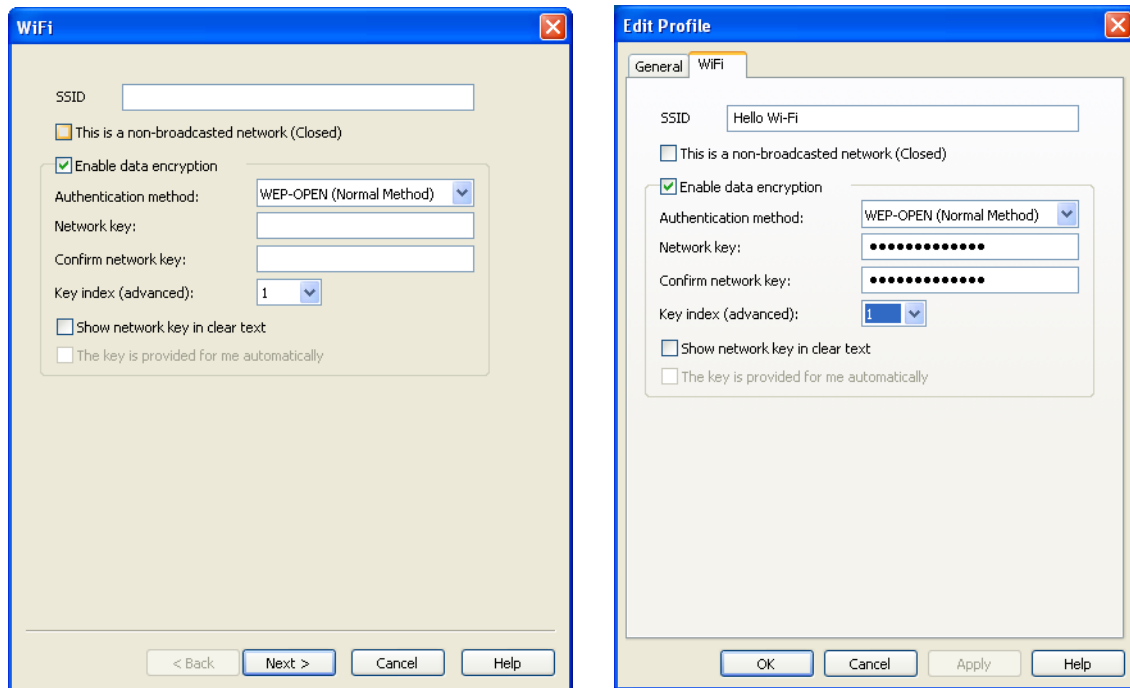 WiFi
SSID
This is a non-broadcasted network (Closed)
Enable data encryption
Authentication method: WEP-OPEN (Normal Method)
Network key:
Confirm network key:
Key index (advanced): 1
Show network key in clear text
The key is provided for me automatically
< Back Next > Cancel Help
Edit Profile
General WiFi
SSID Hello Wi-Fi
This is a non-broadcasted network (Closed)
Enable data encryption
Authentication method: WEP-OPEN (Normal Method)
Network key: ●●●●●●●●●●●●●
Confirm network key: ●●●●●●●●●●●●●
Key index (advanced): 1
Show network key in clear text
The key is provided for me automatically
OK Cancel Apply Help